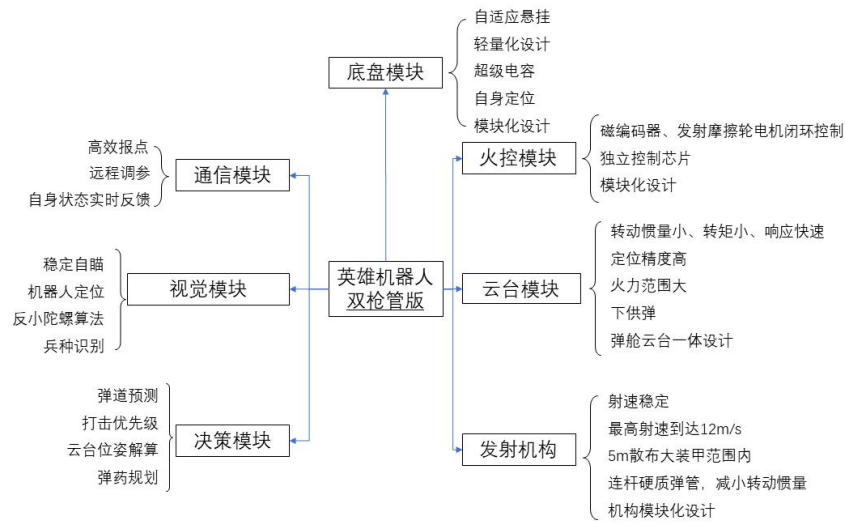 底盘模块
自适应悬挂
轻量化设计
超级电容
自身定位
模块化设计
通信模块
高效报点
远程调参
自身状态实时反馈
火控模块
磁编码器、发射摩擦轮电机闭环控制
独立控制芯片
模块化设计
英雄机器人
双枪管版
视觉模块
稳定自瞄
机器人定位
反小陀螺算法
兵种识别
云台模块
转动惯量小、转矩小、响应快速
定位精度高
火力范围大
下供弹
弹舱云台一体设计
决策模块
弹道预测
打击优先级
云台位姿解算
弹药规划
发射机构
射速稳定
最高射速到达12m/s
5m散布大装甲范围内
连杆硬质弹管，减小转动惯量
机构模块化设计